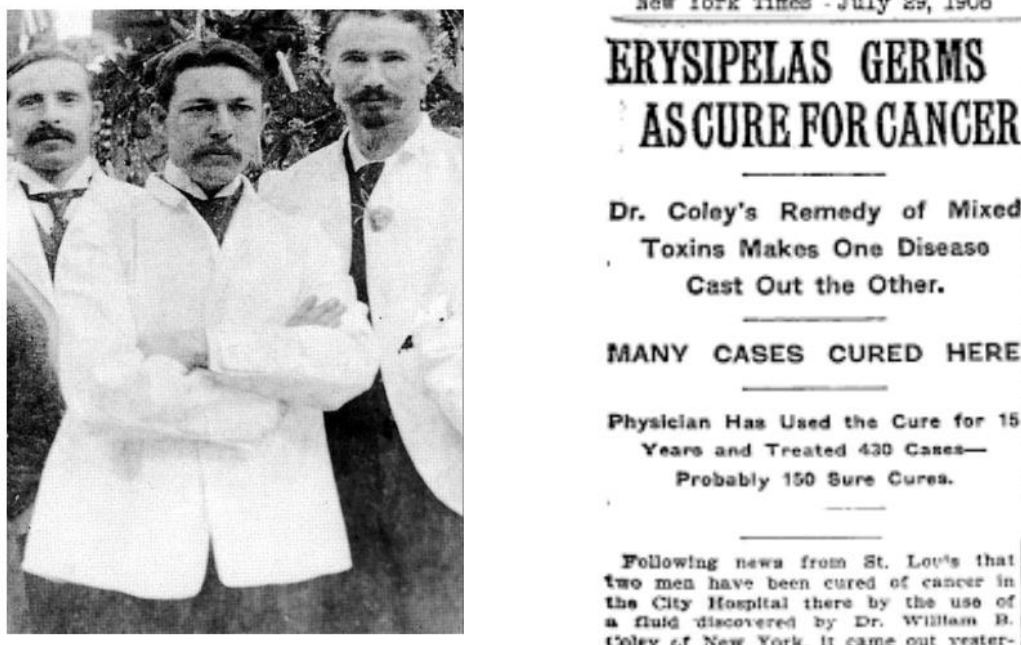 New York Times - July 29, 1908
ERYSIPELAS GERMS
AS CURE FOR CANCER
Dr. Coley's Remedy of Mixed
Toxins Makes One Disease
Cast Out the Other.
MANY CASES CURED HERE
Physician Has Used the Cure for 15
Years and Treated 430 Cases—
Probably 150 Sure Cures.
Following news from St. Louis that
two men have been cured of cancer in
the City Hospital there by the use of
a fluid discovered by Dr. William B.
Coley of New York, it came out yester-